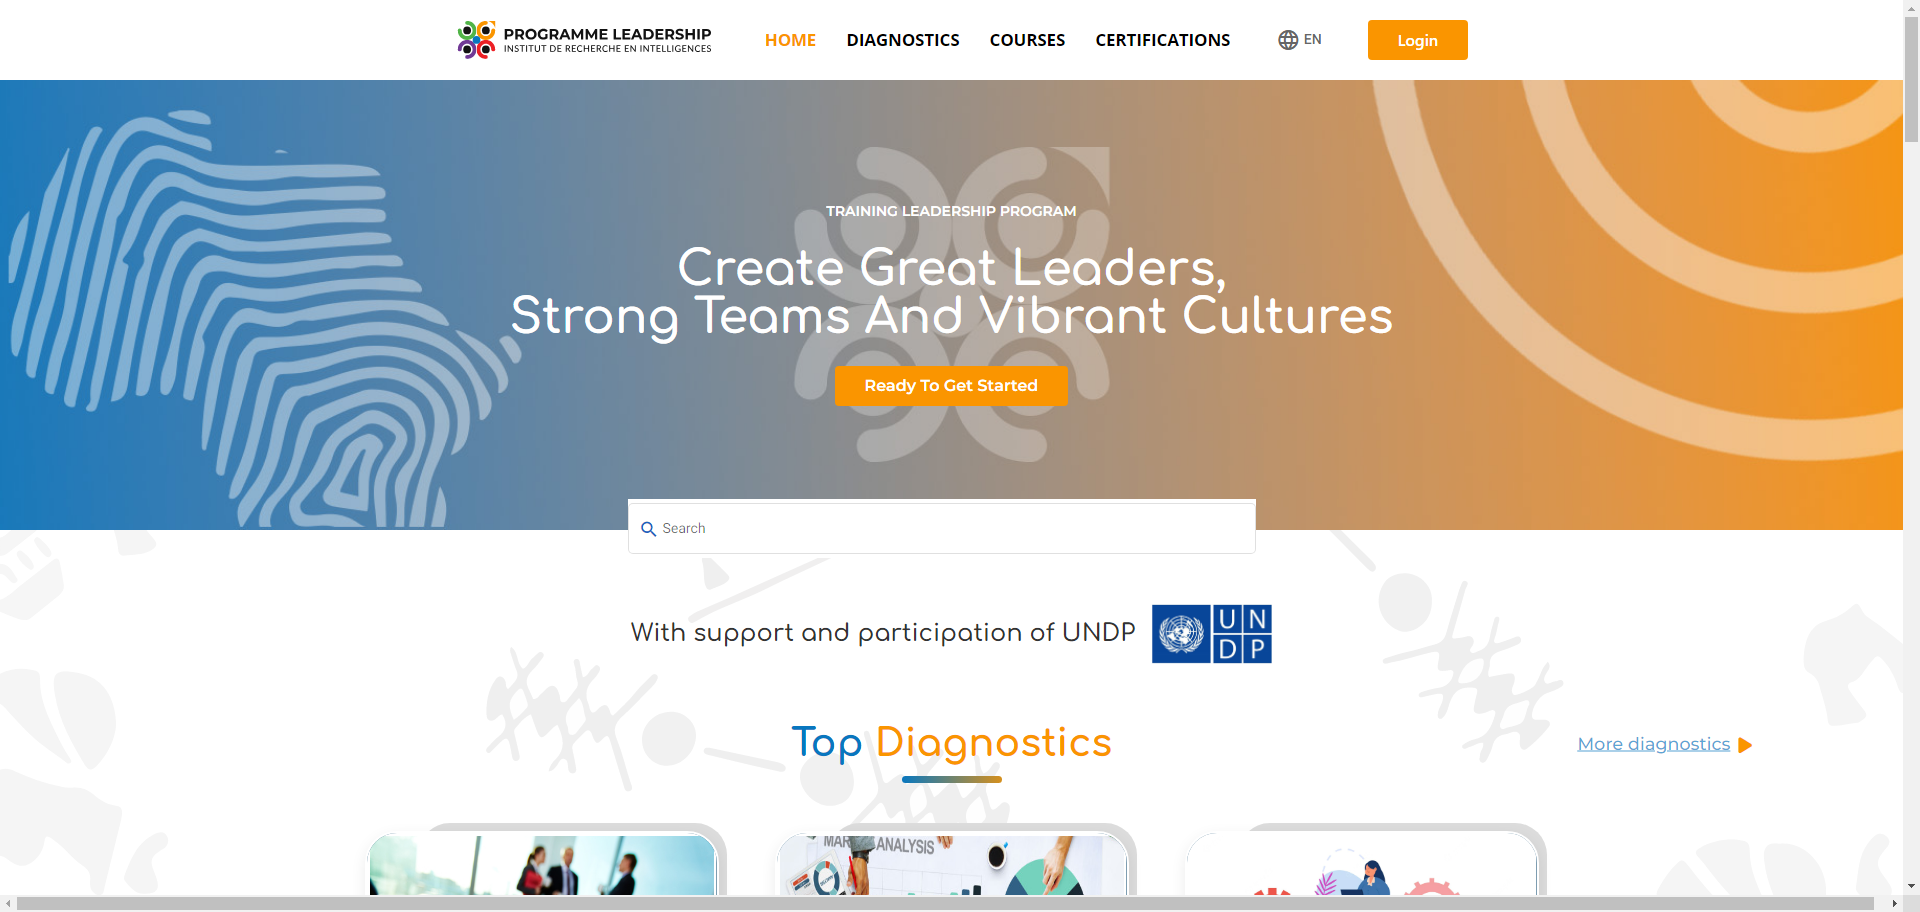 PROGRAMME LEADERSHIP
INSTITUT DE RECHERCHE EN INTELLIGENCES
HOME
DIAGNOSTICS
COURSES
CERTIFICATIONS
EN
Login
TRAINING LEADERSHIP PROGRAM
Create Great Leaders,
Strong Teams And Vibrant Cultures
Ready To Get Started
Search
With support and participation of UNDP
UN
DP
Top Diagnostics
More diagnostics
ANALYSIS